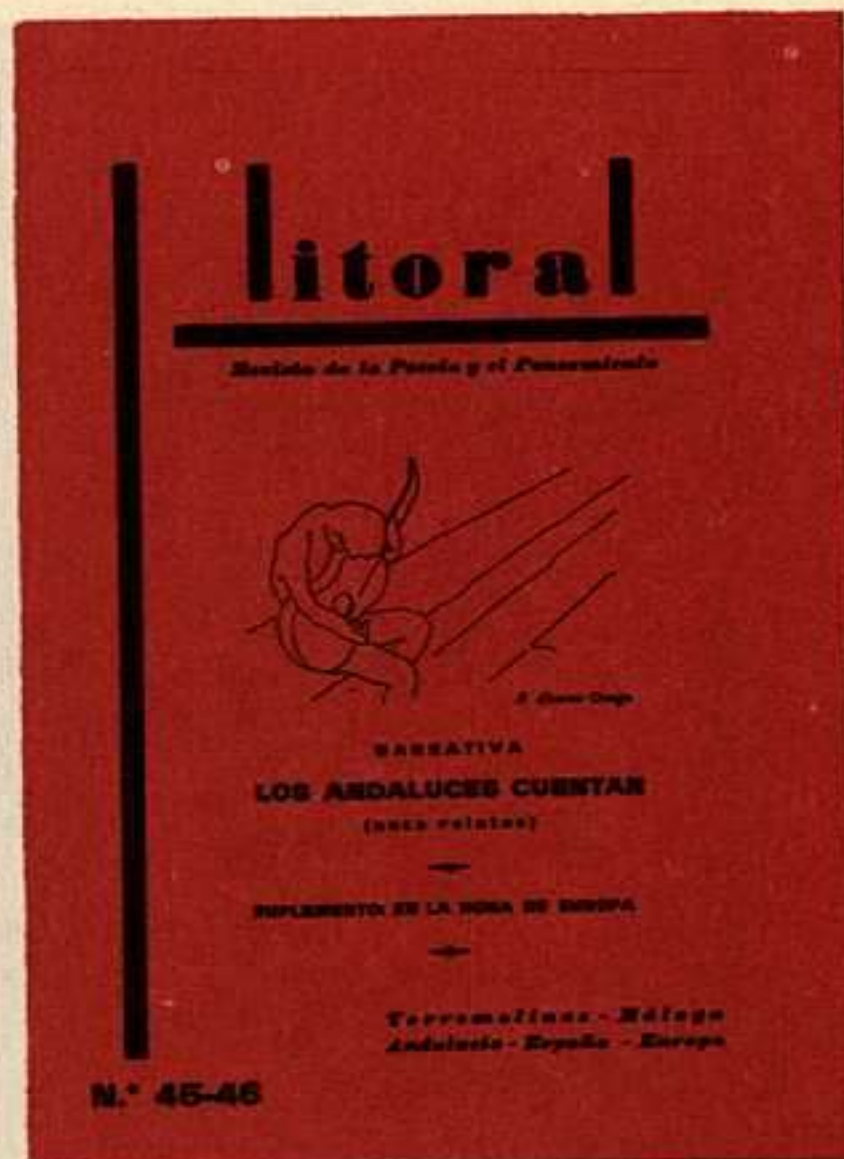 litoral
Revista de la Poesía y el Pensamiento
NARRATIVA
LOS ANDALUCES CUENTAN
(once relatos)
SUPLEMENTO: EN LA HORA DE EUROPA
Torremolinos - Málaga
Andalucía - España - Europa
N.° 45-46